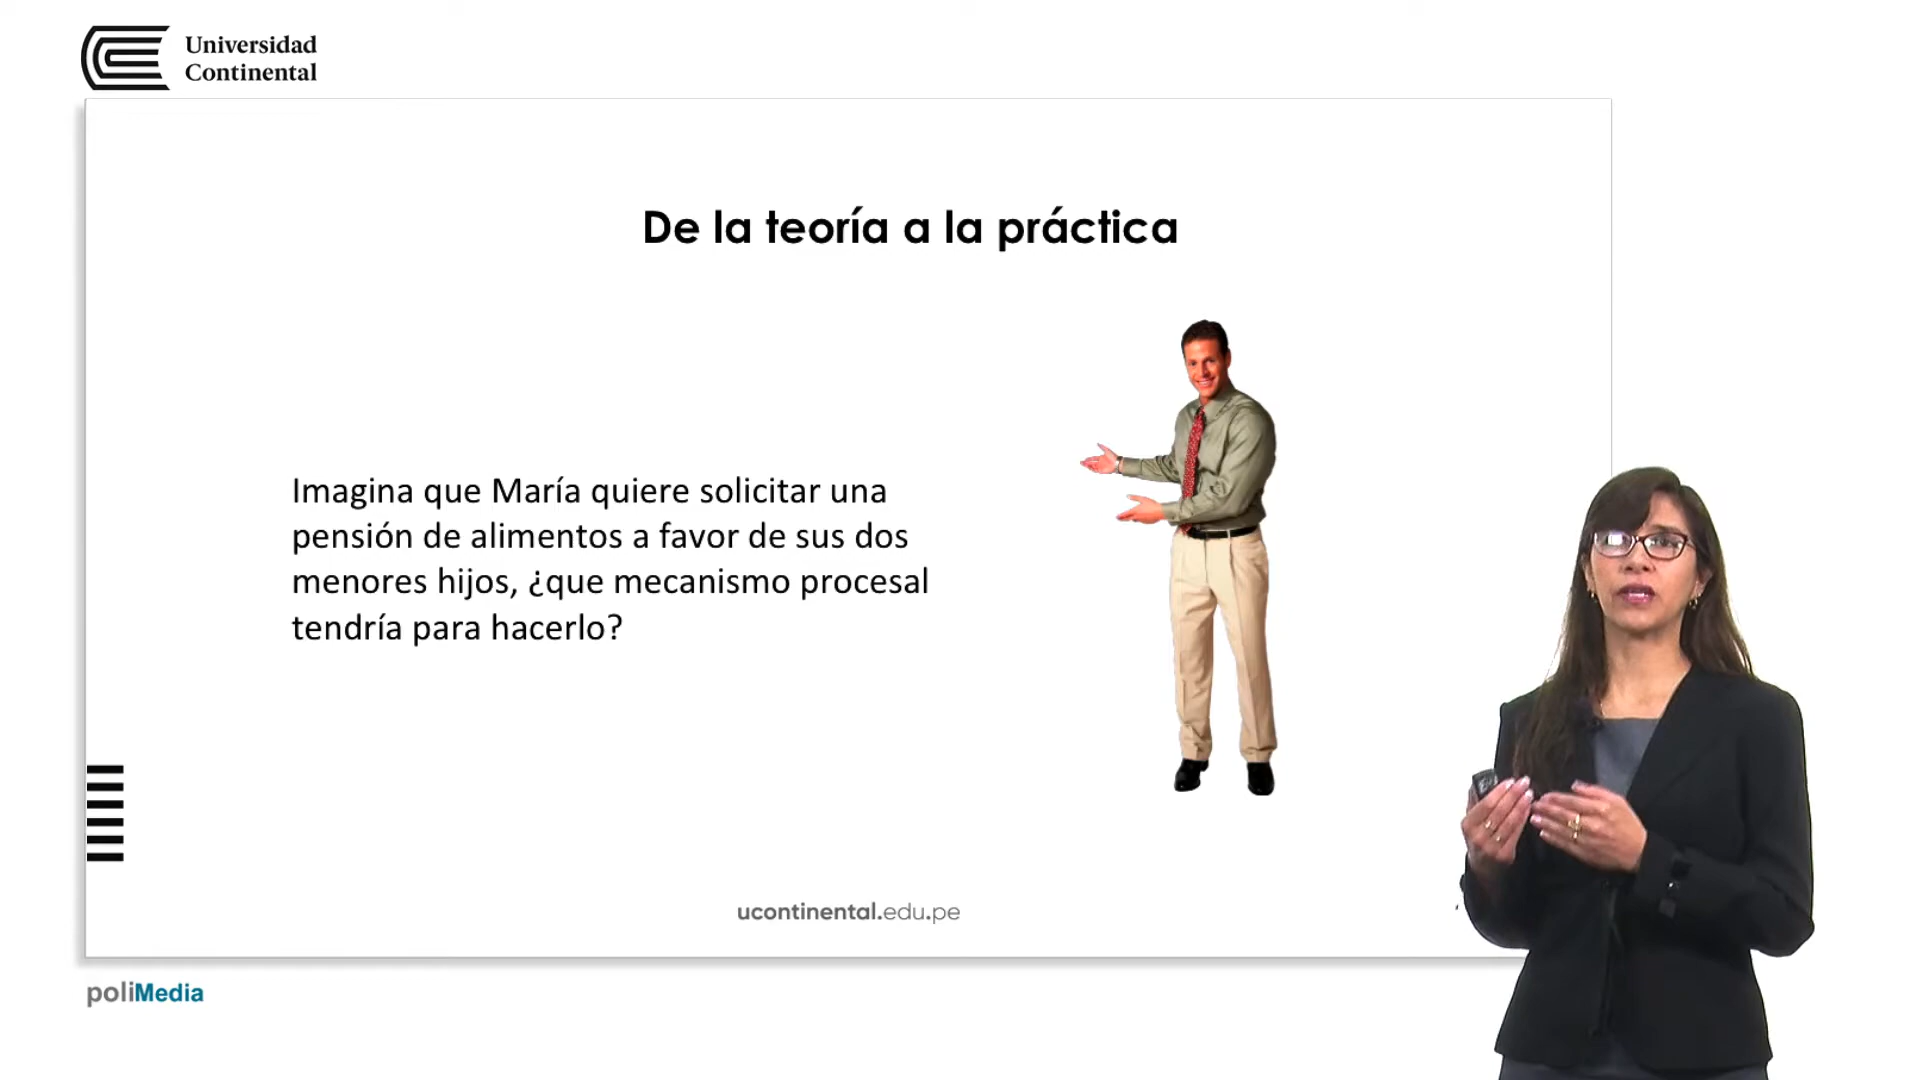 Universidad
Continental
De la teoría a la práctica
Imagina que María quiere solicitar una
pensión de alimentos a favor de sus dos
menores hijos, ¿que mecanismo procesal
tendría para hacerlo?
ucontinental.edu.pe
poliMedia